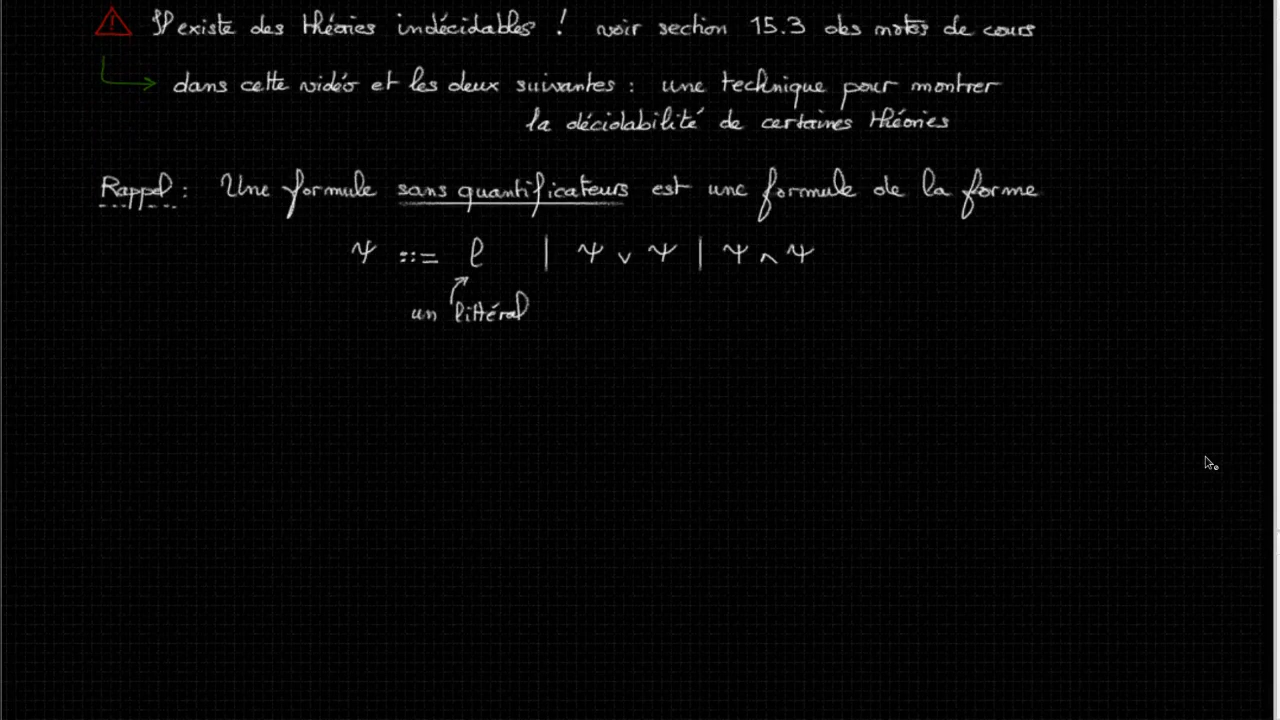 ⚠ Il existe des théories indécidables ! voir section 15.3 des notes de cours
→ dans cette vidéo et les deux suivantes : une technique pour montrer
la décidabilité de certaines théories
Rappel : Une formule sans quantificateurs est une formule de la forme
Ψ ::= ℓ | Ψ ∨ Ψ | Ψ ∧ Ψ
un littéral